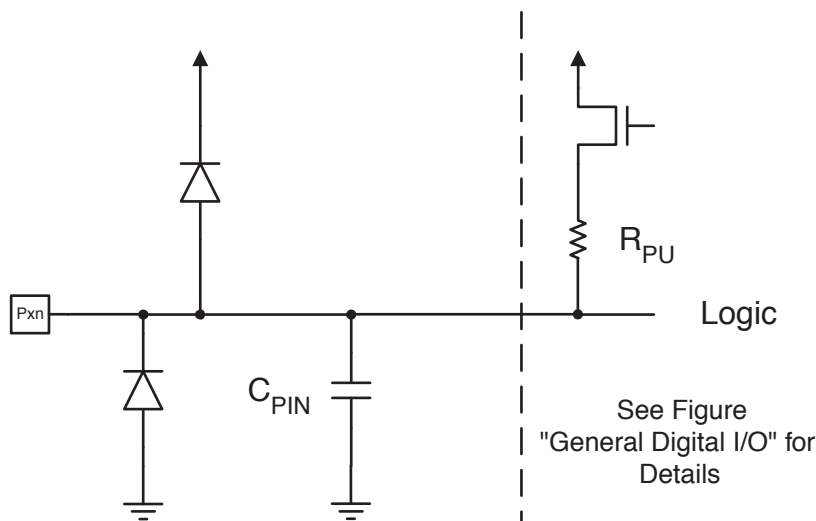 R_PU
Pxn
Logic
C_PIN
See Figure
"General Digital I/O" for
Details